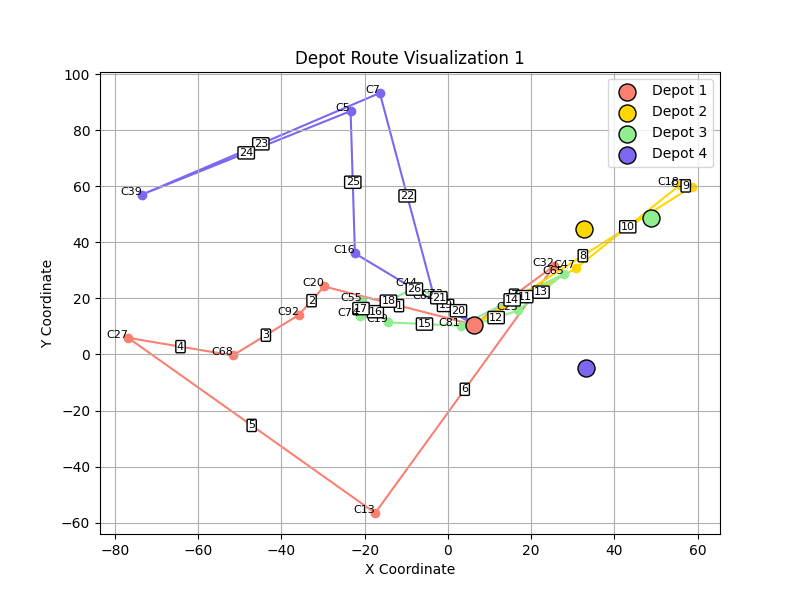 Depot Route Visualization 1
Y Coordinate
X Coordinate
100
80
60
40
20
0
−20
−40
−60
−80
−60
−40
−20
0
20
40
60
Depot 1
Depot 2
Depot 3
Depot 4
C7
C5
C39
C16
C18
C32
C47
C65
C44
C20
C55
C92
C81
C27
C68
C13
1
2
3
4
5
6
8
9
10
11
12
13
14
15
16
17
18
20
21
22
23
24
25
26